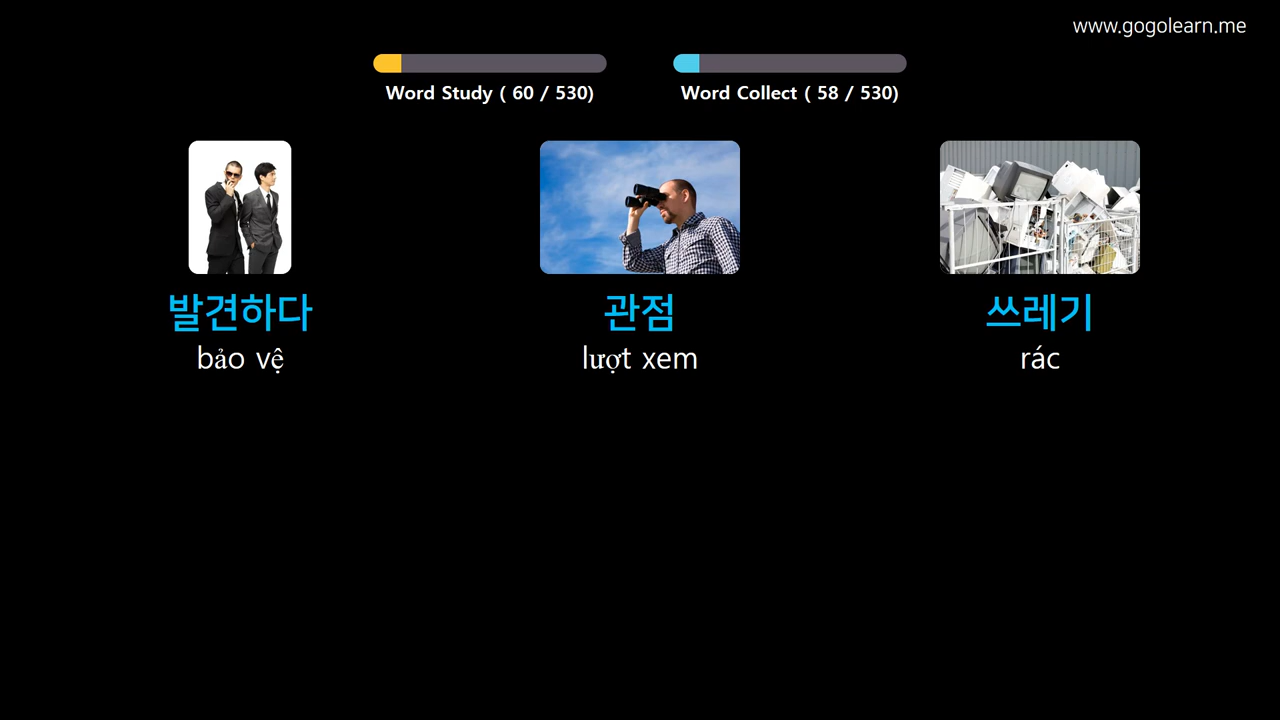 www.gogolearn.me
Word Study ( 60 / 530)
Word Collect ( 58 / 530)
발견하다
관점
쓰레기
bảo vệ
lượt xem
rác